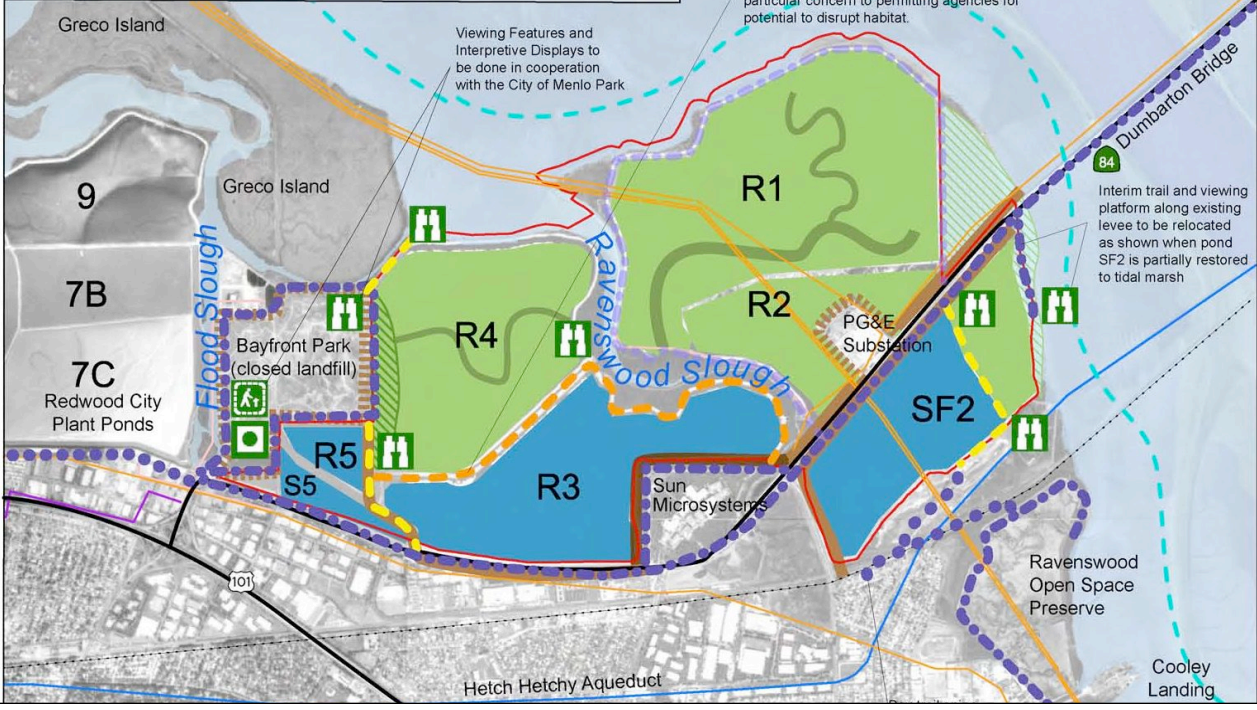 particular concern to permitting agencies for
potential to disrupt habitat.
Greco Island
Viewing Features and
Interpretive Displays to
be done in cooperation
with the City of Menlo Park
Dumbarton Bridge
84
Interim trail and viewing
platform along existing
levee to be relocated
as shown when pond
SF2 is partially restored
to tidal marsh
9
Greco Island
R1
7B
Flood Slough
Ravenswood Slough
R2
R4
PG&E
Substation
Bayfront Park
(closed landfill)
7C
Redwood City
Plant Ponds
SF2
R5
S5
R3
Sun
Microsystems
101
Ravenswood
Open Space
Preserve
Hetch Hetchy Aqueduct
Cooley
Landing